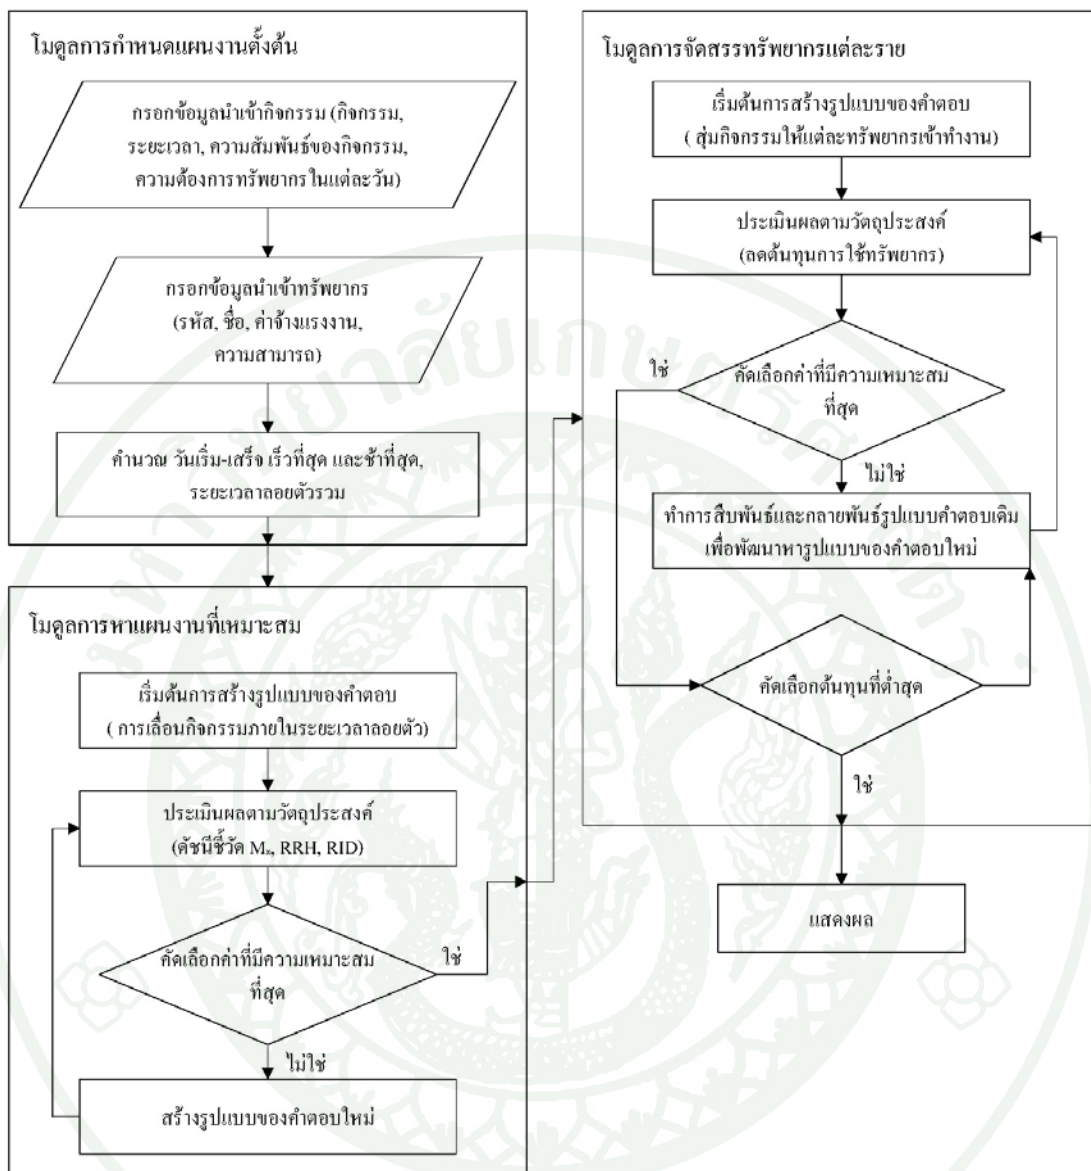 โมดูลการกำหนดแผนงานตั้งต้น
กรอกข้อมูลนำเข้ากิจกรรม (กิจกรรม,
ระยะเวลา, ความสัมพันธ์ของกิจกรรม,
ความต้องการทรัพยากรในแต่ละวัน)
กรอกข้อมูลนำเข้าทรัพยากร
(รหัส, ชื่อ, ค่าจ้างแรงงาน,
ความสามารถ)
คำนวณ วันเริ่ม-เสร็จ เร็วที่สุด และช้าที่สุด,
ระยะเวลาลอยตัวรวม
โมดูลการหาแผนงานที่เหมาะสม
เริ่มต้นการสร้างรูปแบบของคำตอบ
( การเลื่อนกิจกรรมภายในระยะเวลาลอยตัว)
ประเมินผลตามวัตถุประสงค์
(ดัชนีชี้วัด Mₓ, RRH, RID)
คัดเลือกค่าที่มีความเหมาะสม
ที่สุด
ใช่
ไม่ใช่
สร้างรูปแบบของคำตอบใหม่
โมดูลการจัดสรรทรัพยากรแต่ละราย
เริ่มต้นการสร้างรูปแบบของคำตอบ
( สุ่มกิจกรรมให้แต่ละทรัพยากรเข้าทำงาน)
ประเมินผลตามวัตถุประสงค์
(ลดต้นทุนการใช้ทรัพยากร)
ใช่
คัดเลือกค่าที่มีความเหมาะสม
ที่สุด
ไม่ใช่
ทำการสืบพันธ์และกลายพันธ์รูปแบบคำตอบเดิม
เพื่อพัฒนาหารูปแบบของคำตอบใหม่
คัดเลือกต้นทุนที่ต่ำสุด
ใช่
แสดงผล
มหาวิทยาลัยเกษตรศาสตร์